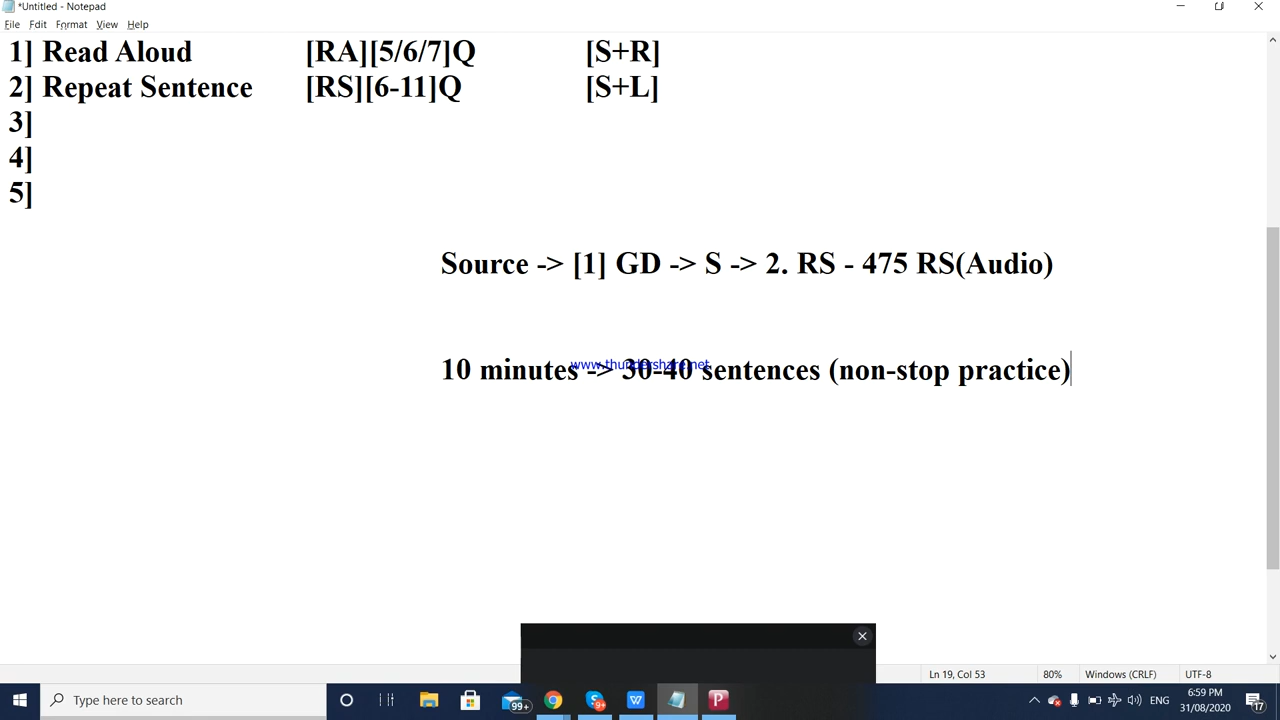 *Untitled - Notepad
File Edit Format View Help
1] Read Aloud [RA][5/6/7]Q [S+R]
2] Repeat Sentence [RS][6-11]Q [S+L]
3]
4]
5]
Source -> [1] GD -> S -> 2. RS - 475 RS(Audio)
www.thundershare.net
10 minutes -> 30-40 sentences (non-stop practice)
Ln 19, Col 53 80% Windows (CRLF) UTF-8
Type here to search 99+ 9+ W P ENG 6:59 PM 31/08/2020 17